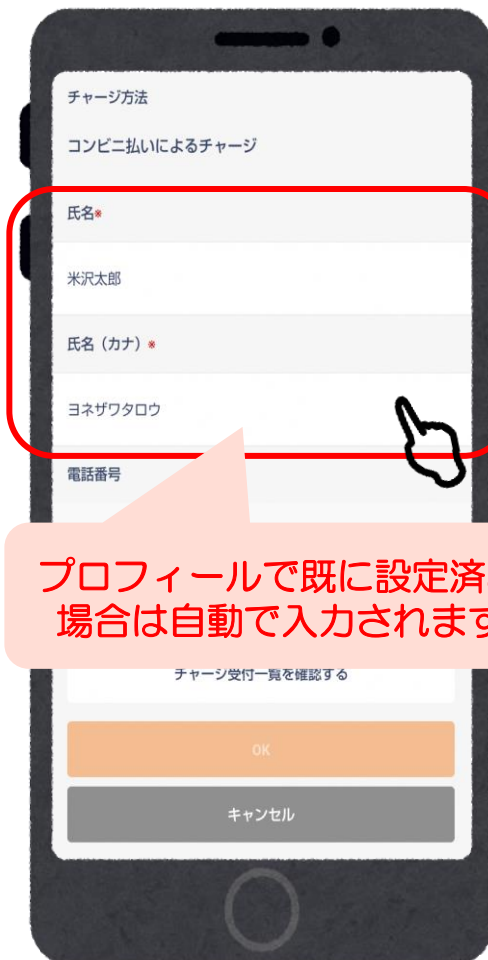 チャージ方法
コンビニ払いによるチャージ
氏名※
米沢太郎
氏名（カナ）※
ヨネザワタロウ
電話番号
プロフィールで既に設定済
場合は自動で入力されます
チャージ受付一覧を確認する
OK
キャンセル